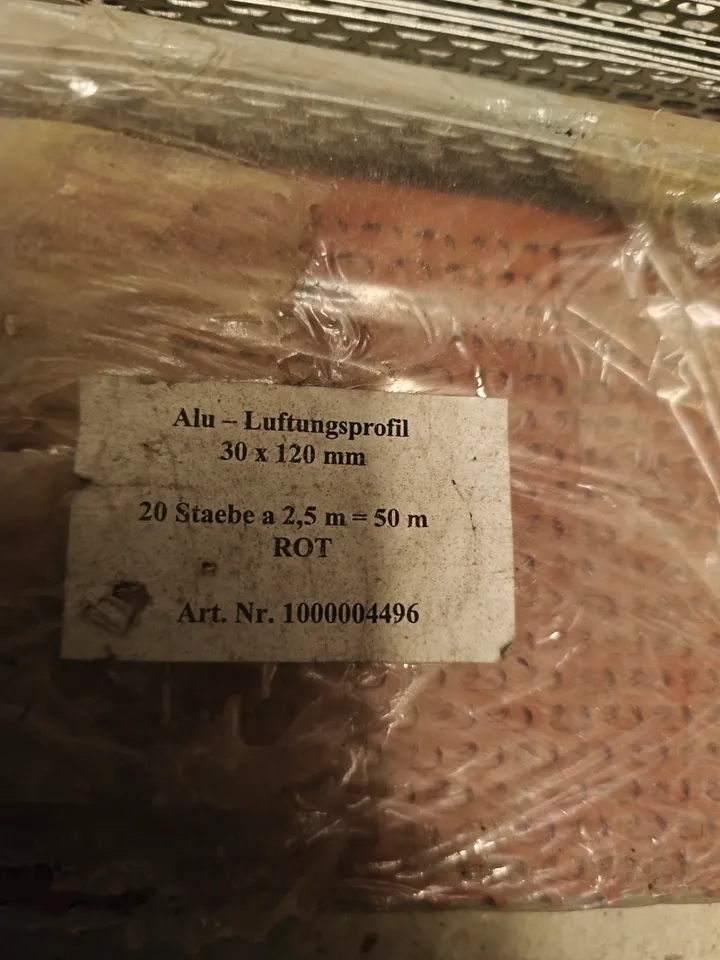 Alu – Luftungsprofil
30 x 120 mm
20 Staebe a 2,5 m = 50 m
ROT
Art. Nr. 1000004496